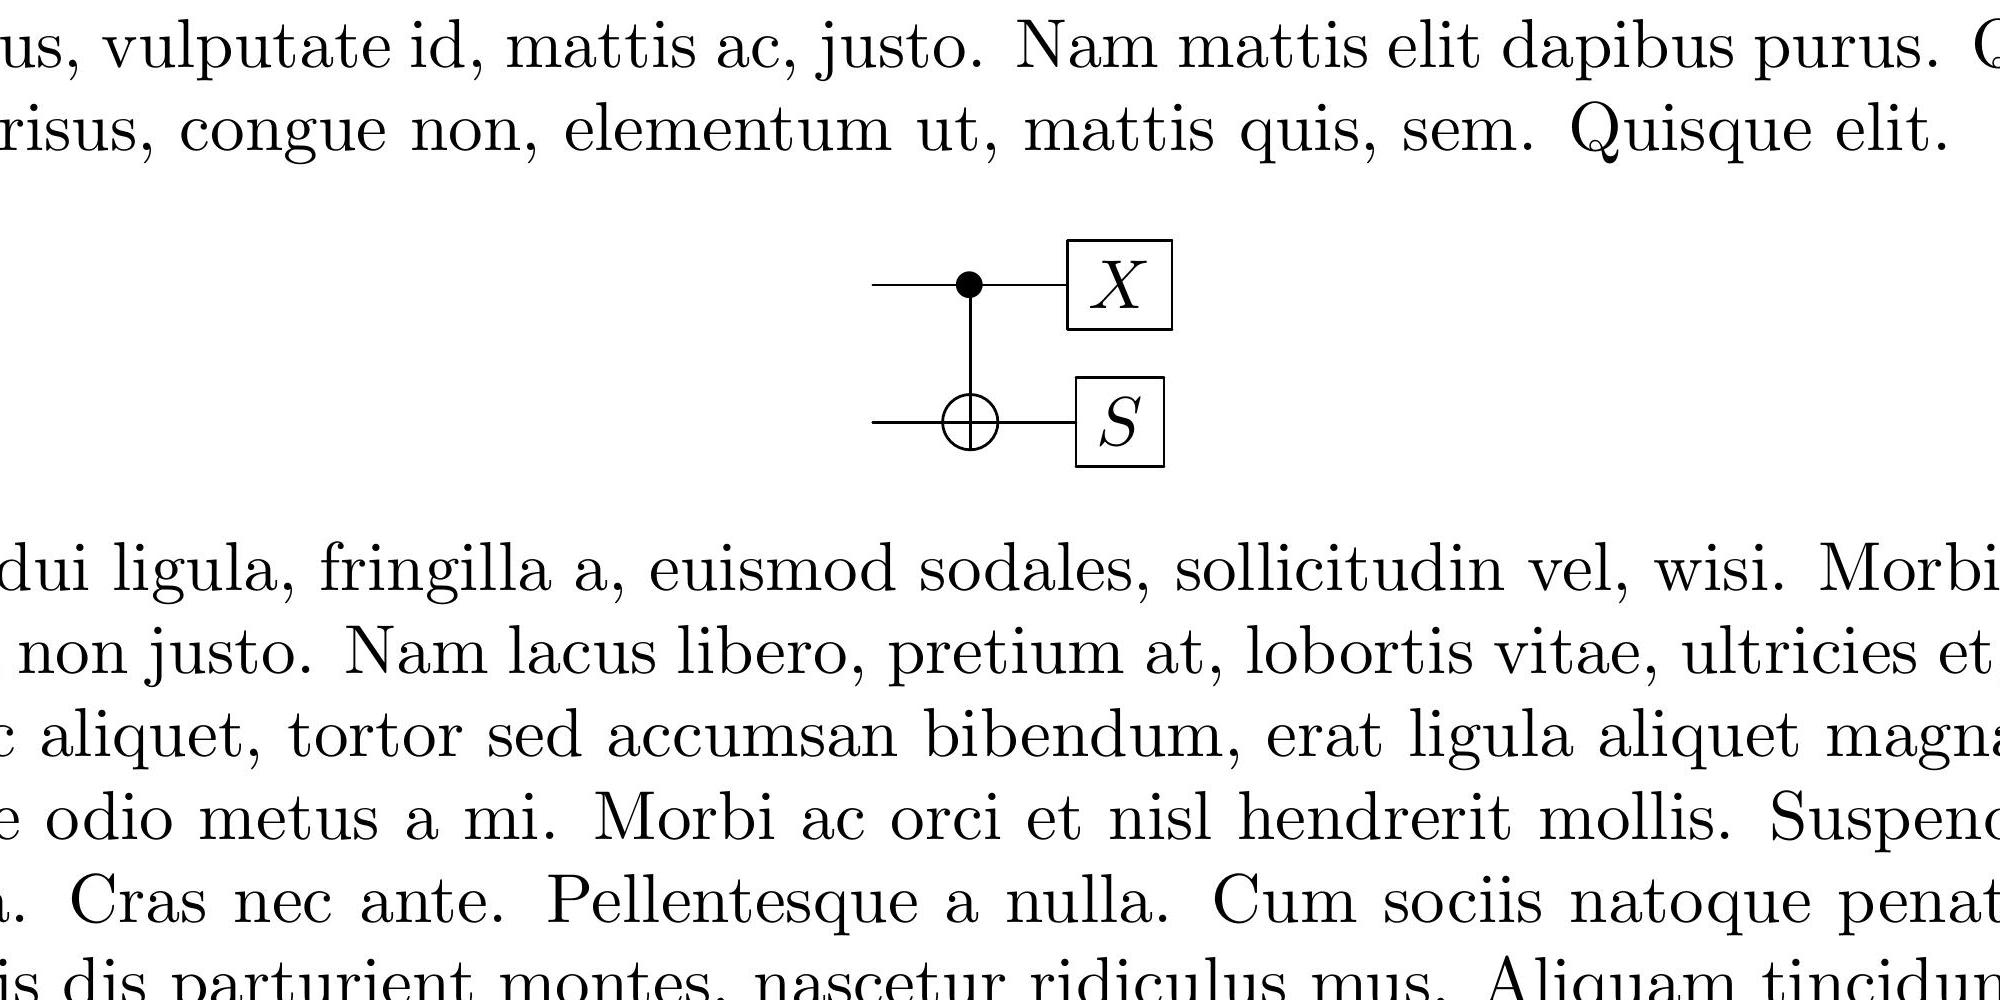 us, vulputate id, mattis ac, justo. Nam mattis elit dapibus purus.
risus, congue non, elementum ut, mattis quis, sem. Quisque elit.
X
S
dui ligula, fringilla a, euismod sodales, sollicitudin vel, wisi. Morbi
non justo. Nam lacus libero, pretium at, lobortis vitae, ultricies et
aliquet, tortor sed accumsan bibendum, erat ligula aliquet magna
e odio metus a mi. Morbi ac orci et nisl hendrerit mollis.
Cras nec ante. Pellentesque a nulla. Cum sociis natoque penat
is dis parturient montes, nascetur ridiculus mus. Aliquam tincidun